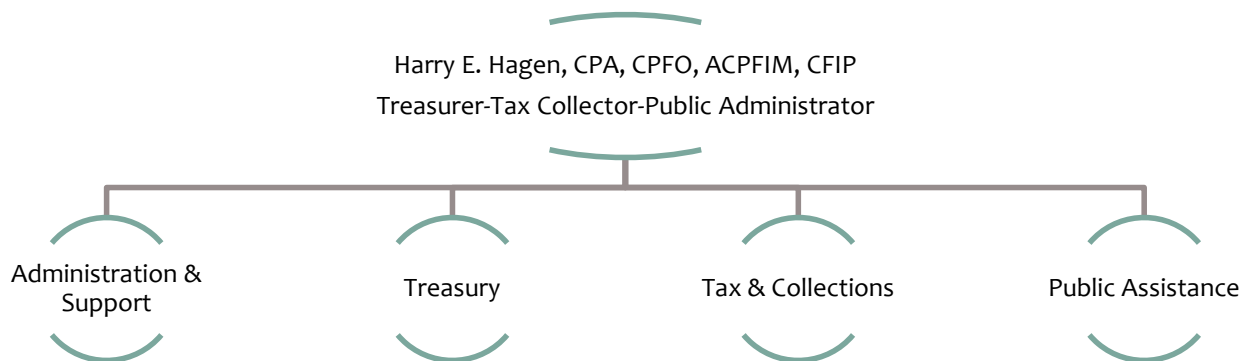 Harry E. Hagen, CPA, CPFO, ACPFIM, CFIP
Treasurer-Tax Collector-Public Administrator
Administration &
Support
Treasury
Tax & Collections
Public Assistance